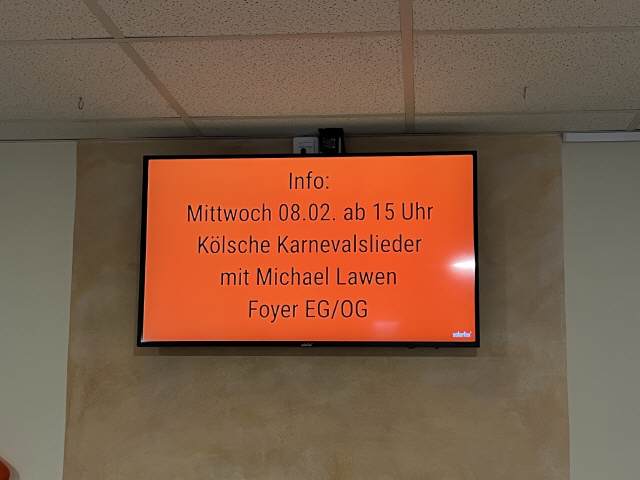 Info:
Mittwoch 08.02. ab 15 Uhr
Kölsche Karnevalslieder
mit Michael Lawen
Foyer EG/OG